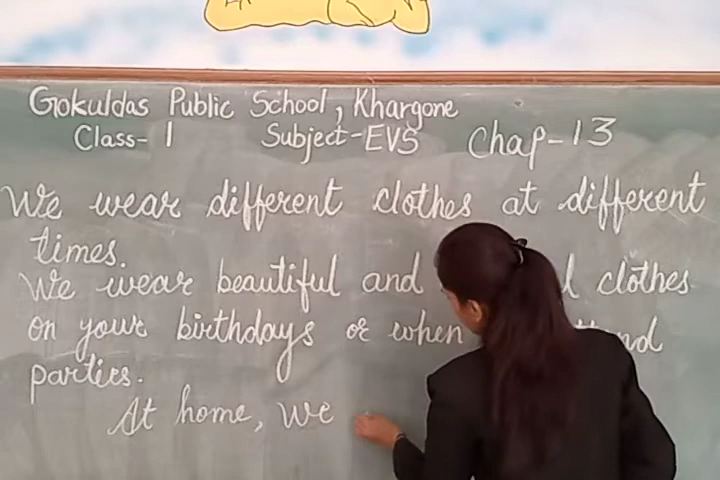 Gokuldas Public School, Khargone
Class- 1 Subject-EVS Chap-13
We wear different clothes at different
times.
We wear beautiful and clothes
on your birthdays or when
parties.
At home, we